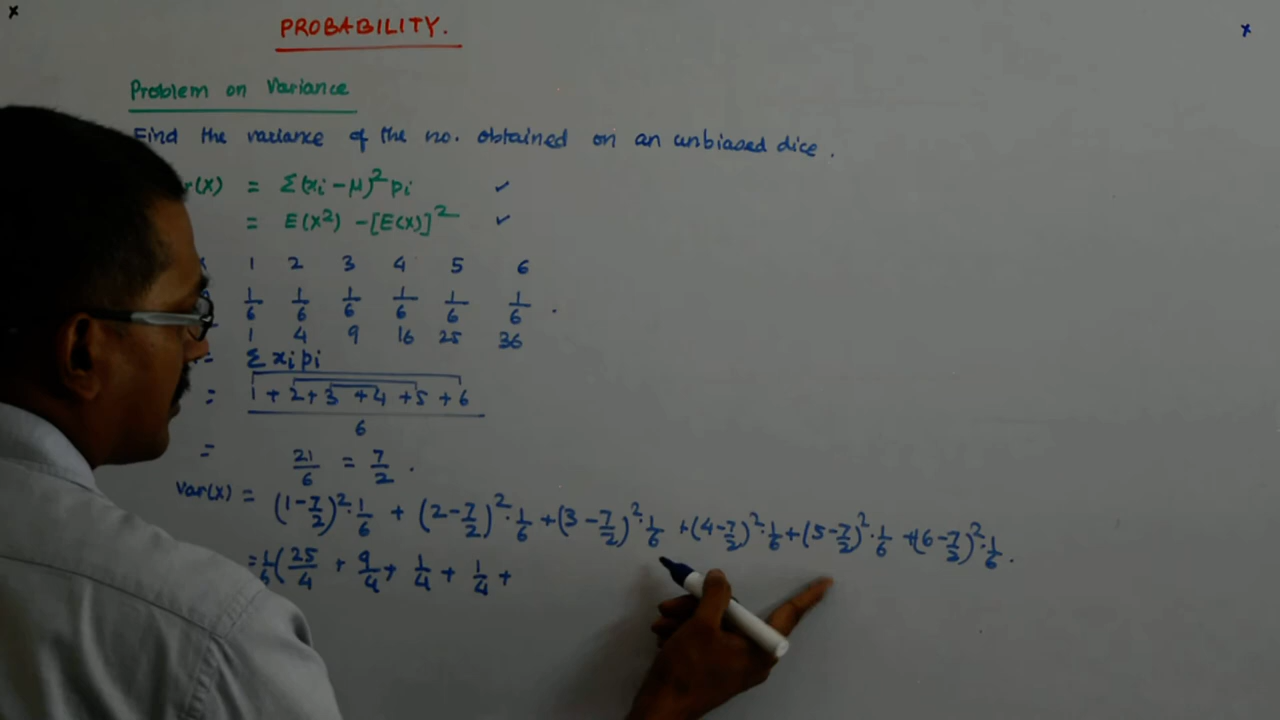 x
x
PROBABILITY.
Problem on Variance
Find the variance of the no. obtained on an unbiased dice.
r(X) = Σ(xi-μ)² pi ✓
= E(X²) - [E(X)]² ✓
1 2 3 4 5 6
1/6 1/6 1/6 1/6 1/6 1/6 .
1 4 9 16 25 36
= Σ xi pi
= 1+2+3+4+5+6 / 6
= 21/6 = 7/2 .
Var(X) = (1-7/2)²·1/6 + (2-7/2)²·1/6 + (3-7/2)²·1/6 + (4-7/2)²·1/6 + (5-7/2)²·1/6 + (6-7/2)²·1/6 .
= 1/6 (25/4 + 9/4 + 1/4 + 1/4 +